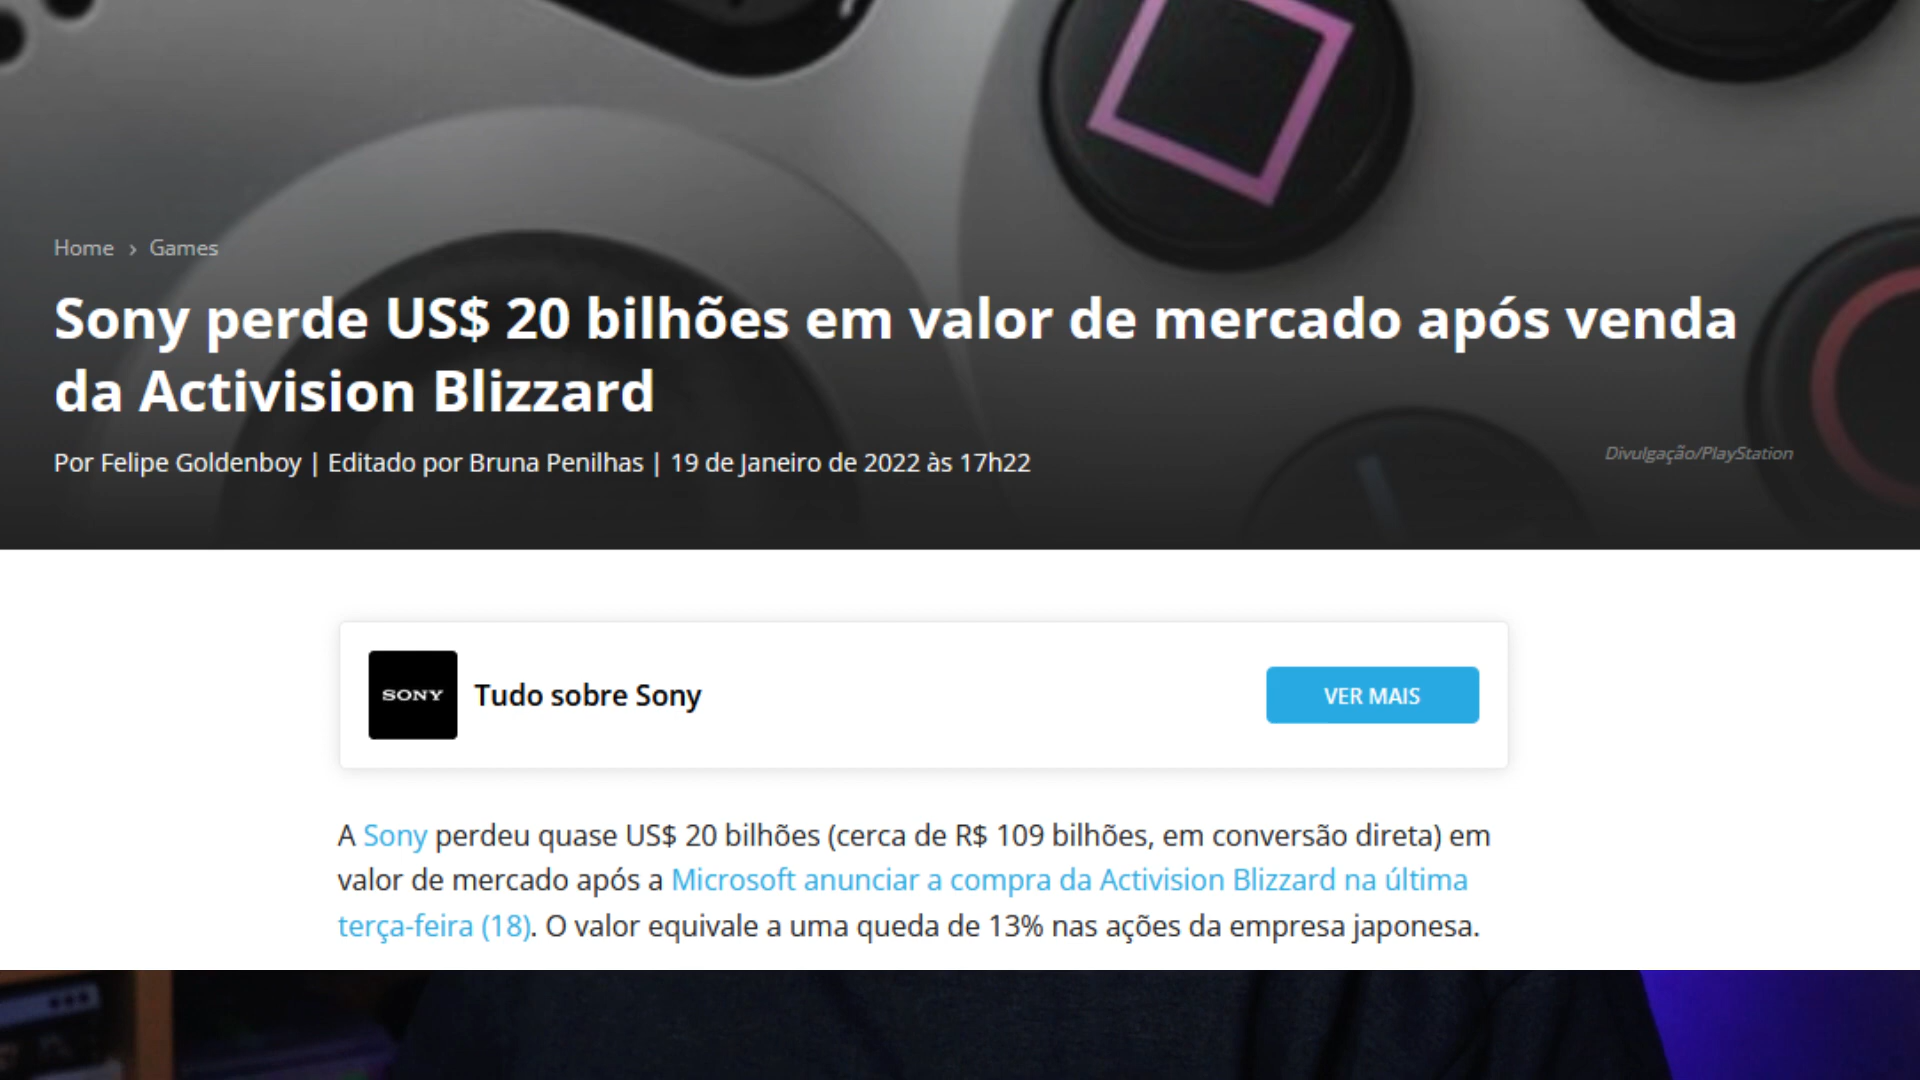 Home › Games
Sony perde US$ 20 bilhões em valor de mercado após venda
da Activision Blizzard
Por Felipe Goldenboy | Editado por Bruna Penilhas | 19 de Janeiro de 2022 às 17h22
Divulgação/PlayStation
SONY
Tudo sobre Sony
VER MAIS
A Sony perdeu quase US$ 20 bilhões (cerca de R$ 109 bilhões, em conversão direta) em
valor de mercado após a Microsoft anunciar a compra da Activision Blizzard na última
terça-feira (18). O valor equivale a uma queda de 13% nas ações da empresa japonesa.